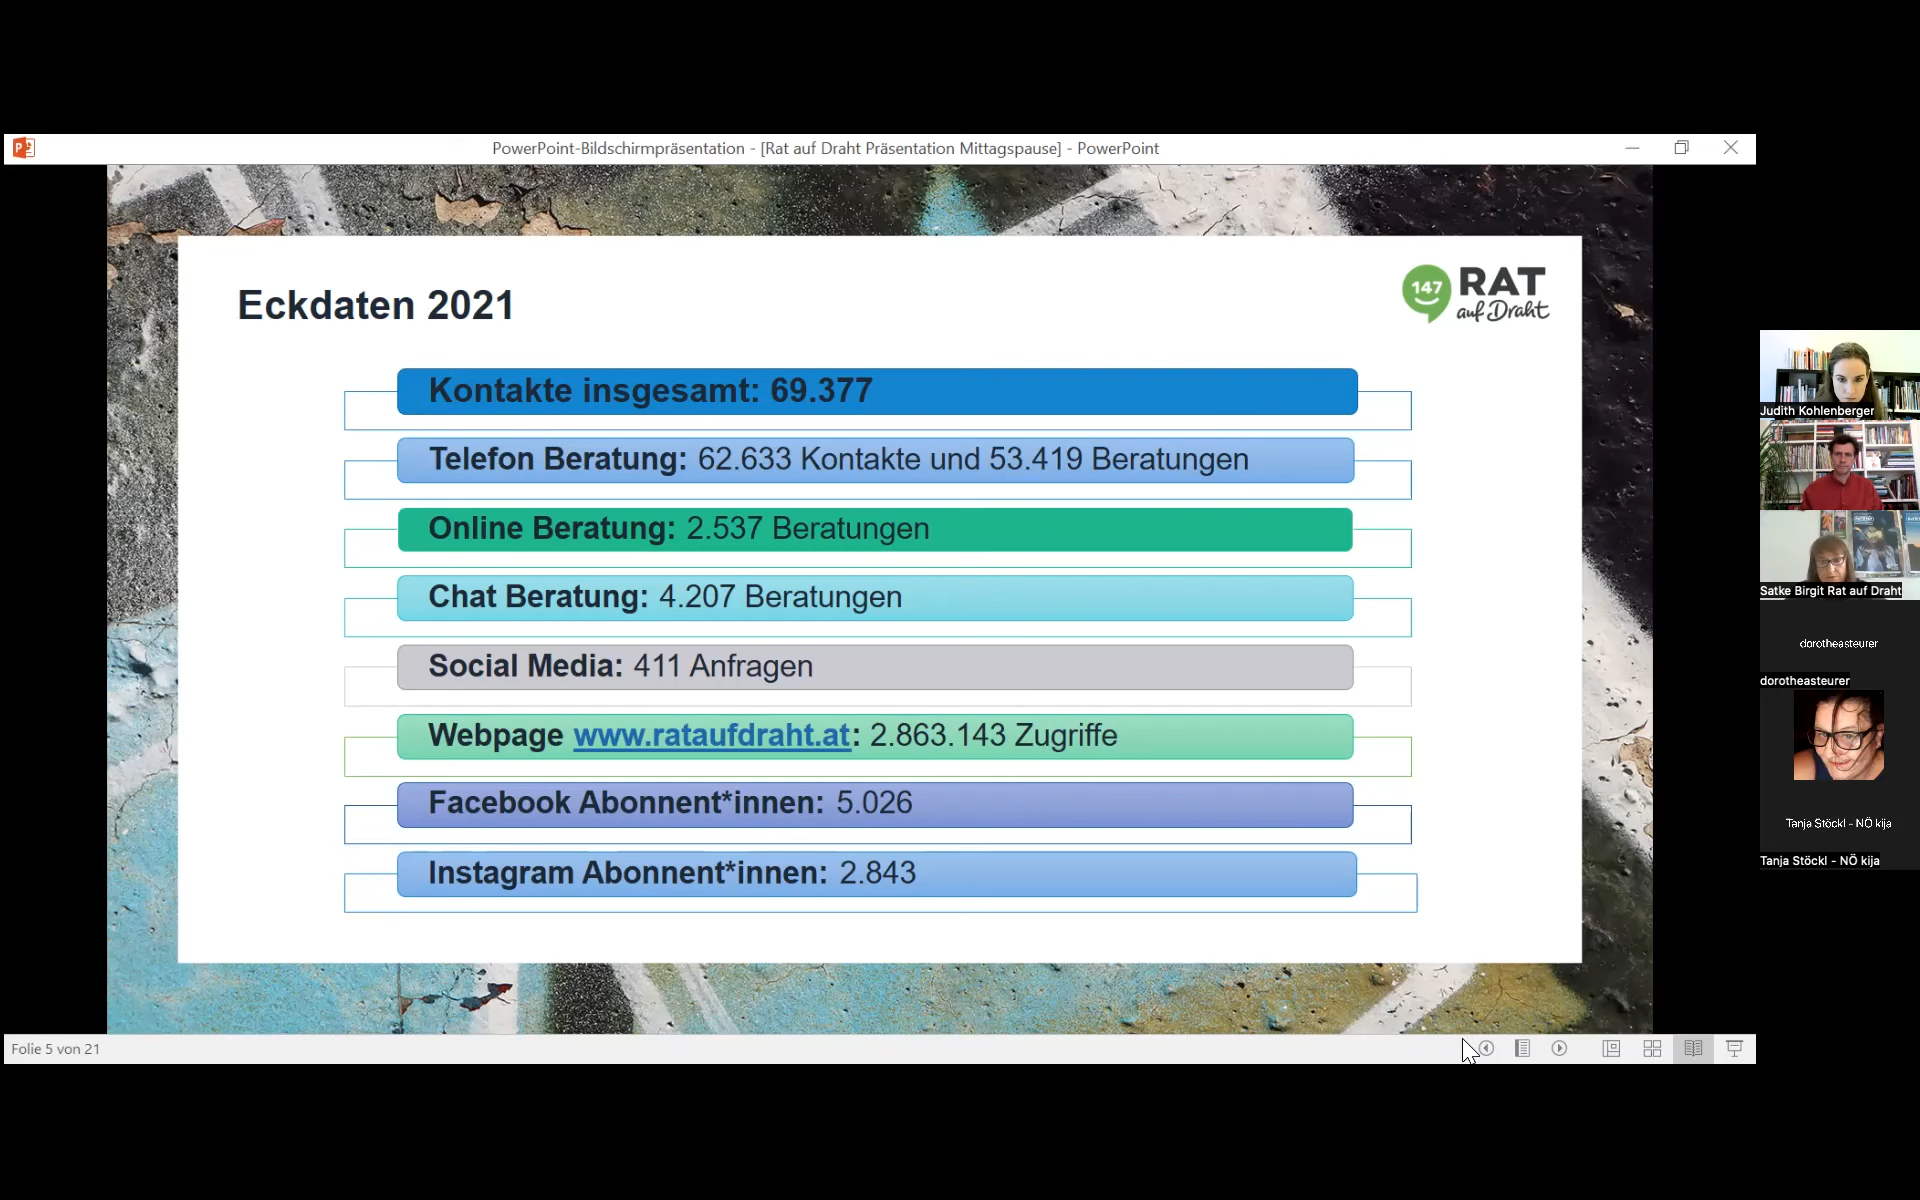 PowerPoint-Bildschirmpräsentation - [Rat auf Draht Präsentation Mittagspause] - PowerPoint
Eckdaten 2021
147 RAT
auf Draht
Kontakte insgesamt: 69.377
Telefon Beratung: 62.633 Kontakte und 53.419 Beratungen
Online Beratung: 2.537 Beratungen
Chat Beratung: 4.207 Beratungen
Social Media: 411 Anfragen
Webpage www.rataufdraht.at: 2.863.143 Zugriffe
Facebook Abonnent*innen: 5.026
Instagram Abonnent*innen: 2.843
Folie 5 von 21
Judith Kohlenberger
Satke Birgit Rat auf Draht
dorotheasteurer
dorotheasteurer
Tanja Stöckl - NÖ kija
Tanja Stöckl - NÖ kija